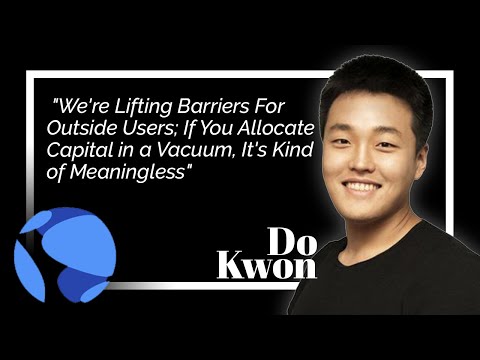 "We're Lifting Barriers For
Outside Users; If You Allocate
Capital in a Vacuum, It's Kind
of Meaningless"
Do
Kwon